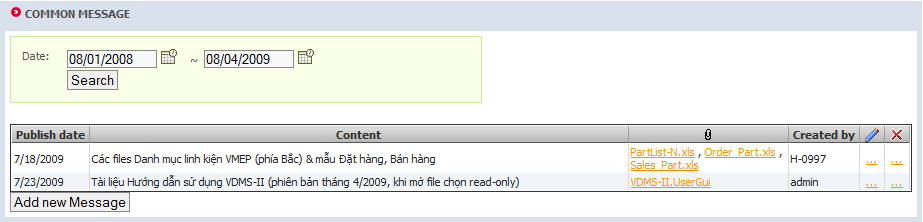 COMMON MESSAGE
Date: 08/01/2008 ~ 08/04/2009
Search
Publish date Content Created by
7/18/2009 Các files Danh mục linh kiện VMEP (phía Bắc) & mẫu Đặt hàng, Bán hàng PartList-N.xls , Order_Part.xls , H-0997 ... ...
Sales_Part.xls
7/23/2009 Tài liệu Hướng dẫn sử dụng VDMS-II (phiên bản tháng 4/2009, khi mở file chọn read-only) VDMS-II.UserGui admin ... ...
Add new Message